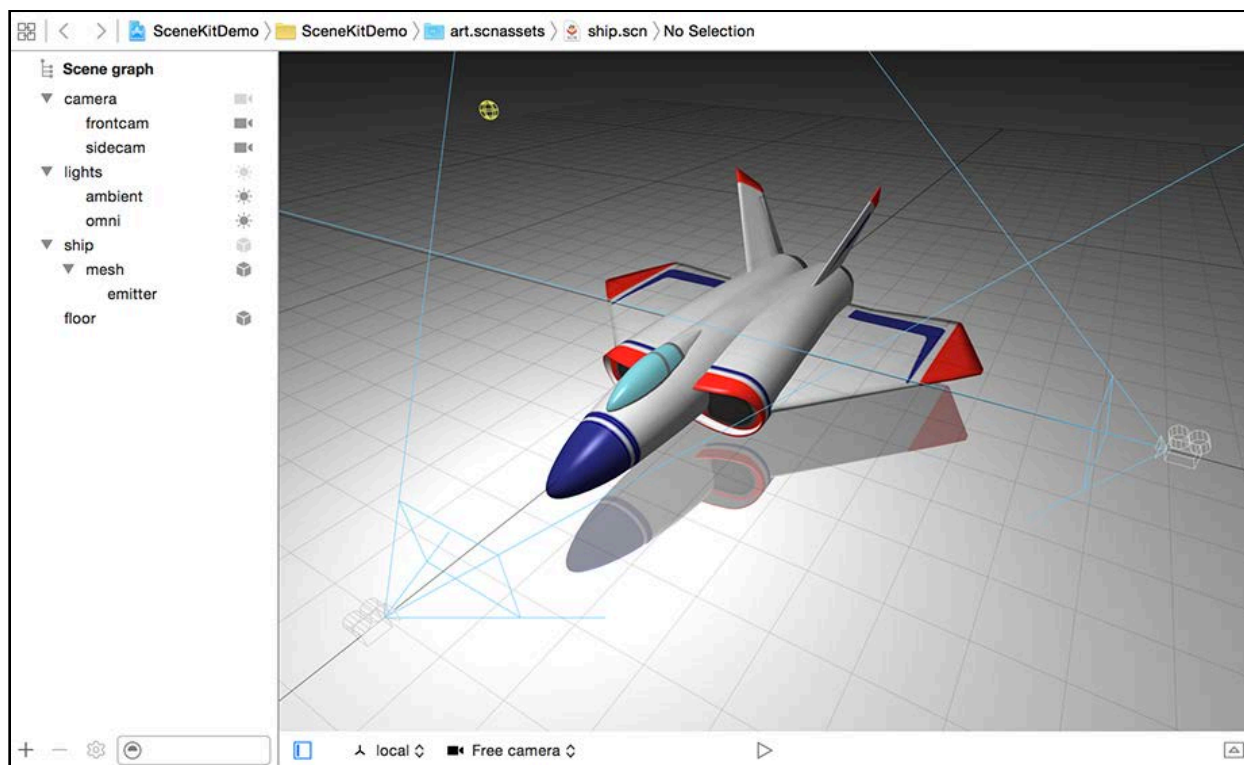 SceneKitDemo SceneKitDemo art.scnassets ship.scn No Selection
Scene graph
camera
frontcam
sidecam
lights
ambient
omni
ship
mesh
emitter
floor
local Free camera